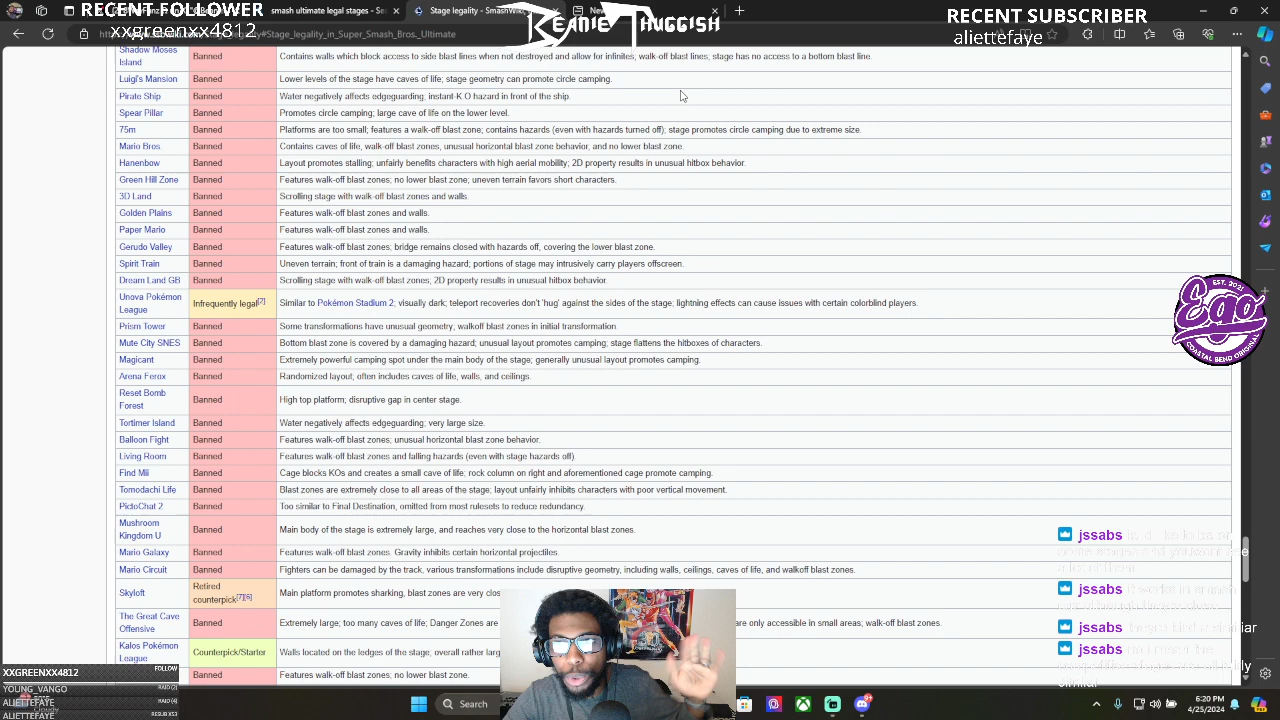 RECENT FOLLOWER
xxgreenxx4812
KEANIE HUGGISH
RECENT SUBSCRIBER
aliettefaye
smash ultimate legal stages - Sea
Stage legality - SmashWiki
New
#Stage_legality_in_Super_Smash_Bros._Ultimate
Shadow Moses Island Banned Contains walls which block access to side blast lines when not destroyed and allow for infinites; walk-off blast lines; stage has no access to a bottom blast line.
Luigi's Mansion Banned Lower levels of the stage have caves of life; stage geometry can promote circle camping.
Pirate Ship Banned Water negatively affects edgeguarding; instant-K.O hazard in front of the ship.
Spear Pillar Banned Promotes circle camping; large cave of life on the lower level.
75m Banned Platforms are too small; features a walk-off blast zone; contains hazards (even with hazards turned off); stage promotes circle camping due to extreme size.
Mario Bros. Banned Contains caves of life, walk-off blast zones, unusual horizontal blast zone behavior, and no lower blast zone.
Hanenbow Banned Layout promotes stalling; unfairly benefits characters with high aerial mobility; 2D property results in unusual hitbox behavior.
Green Hill Zone Banned Features walk-off blast zones; no lower blast zone; uneven terrain favors short characters.
3D Land Banned Scrolling stage with walk-off blast zones and walls.
Golden Plains Banned Features walk-off blast zones and walls.
Paper Mario Banned Features walk-off blast zones and walls.
Gerudo Valley Banned Features walk-off blast zones; bridge remains closed with hazards off, covering the lower blast zone.
Spirit Train Banned Uneven terrain; front of train is a damaging hazard; portions of stage may intrusively carry players offscreen.
Dream Land GB Banned Scrolling stage with walk-off blast zones; 2D property results in unusual hitbox behavior.
Unova Pokémon League Infrequently legal[2] Similar to Pokémon Stadium 2; visually dark; teleport recoveries don't 'hug' against the sides of the stage; lightning effects can cause issues with certain colorblind players.
Prism Tower Banned Some transformations have unusual geometry; walkoff blast zones in initial transformation.
Mute City SNES Banned Bottom blast zone is covered by a damaging hazard; unusual layout promotes camping; stage flattens the hitboxes of characters.
Magicant Banned Extremely powerful camping spot under the main body of the stage; generally unusual layout promotes camping.
Arena Ferox Banned Randomized layout; often includes caves of life, walls, and ceilings.
Reset Bomb Forest Banned High top platform; disruptive gap in center stage.
Tortimer Island Banned Water negatively affects edgeguarding; very large size.
Balloon Fight Banned Features walk-off blast zones; unusual horizontal blast zone behavior.
Living Room Banned Features walk-off blast zones and falling hazards (even with stage hazards off).
Find Mii Banned Cage blocks KOs and creates a small cave of life; rock column on right and aforementioned cage promote camping.
Tomodachi Life Banned Blast zones are extremely close to all areas of the stage; layout unfairly inhibits characters with poor vertical movement.
PictoChat 2 Banned Too similar to Final Destination, omitted from most rulesets to reduce redundancy.
Mushroom Kingdom U Banned Main body of the stage is extremely large, and reaches very close to the horizontal blast zones.
Mario Galaxy Banned Features walk-off blast zones. Gravity inhibits certain horizontal projectiles.
Mario Circuit Banned Fighters can be damaged by the track, various transformations include disruptive geometry, including walls, ceilings, caves of life, and walkoff blast zones.
Skyloft Retired counterpick[7][6] Main platform promotes sharking, blast zones are very clos
The Great Cave Offensive Banned Extremely large; too many caves of life; Danger Zones are are only accessible in small areas; walk-off blast zones.
Kalos Pokémon League Counterpick/Starter Walls located on the ledges of the stage; overall rather larg
Banned Features walk-off blast zones; no lower blast zone.
EST. 2021
Ego
COASTAL BEND ORIGINAL
jssabs
jssabs
jssabs
jssabs
XXGREENXX4812 FOLLOW
YOUNG_VANGO RAID (2)
ALIETTEFAYE RAID (4)
ALIETTEFAYE RESUB X53
Cloudy
Search
6:20 PM
4/25/2024